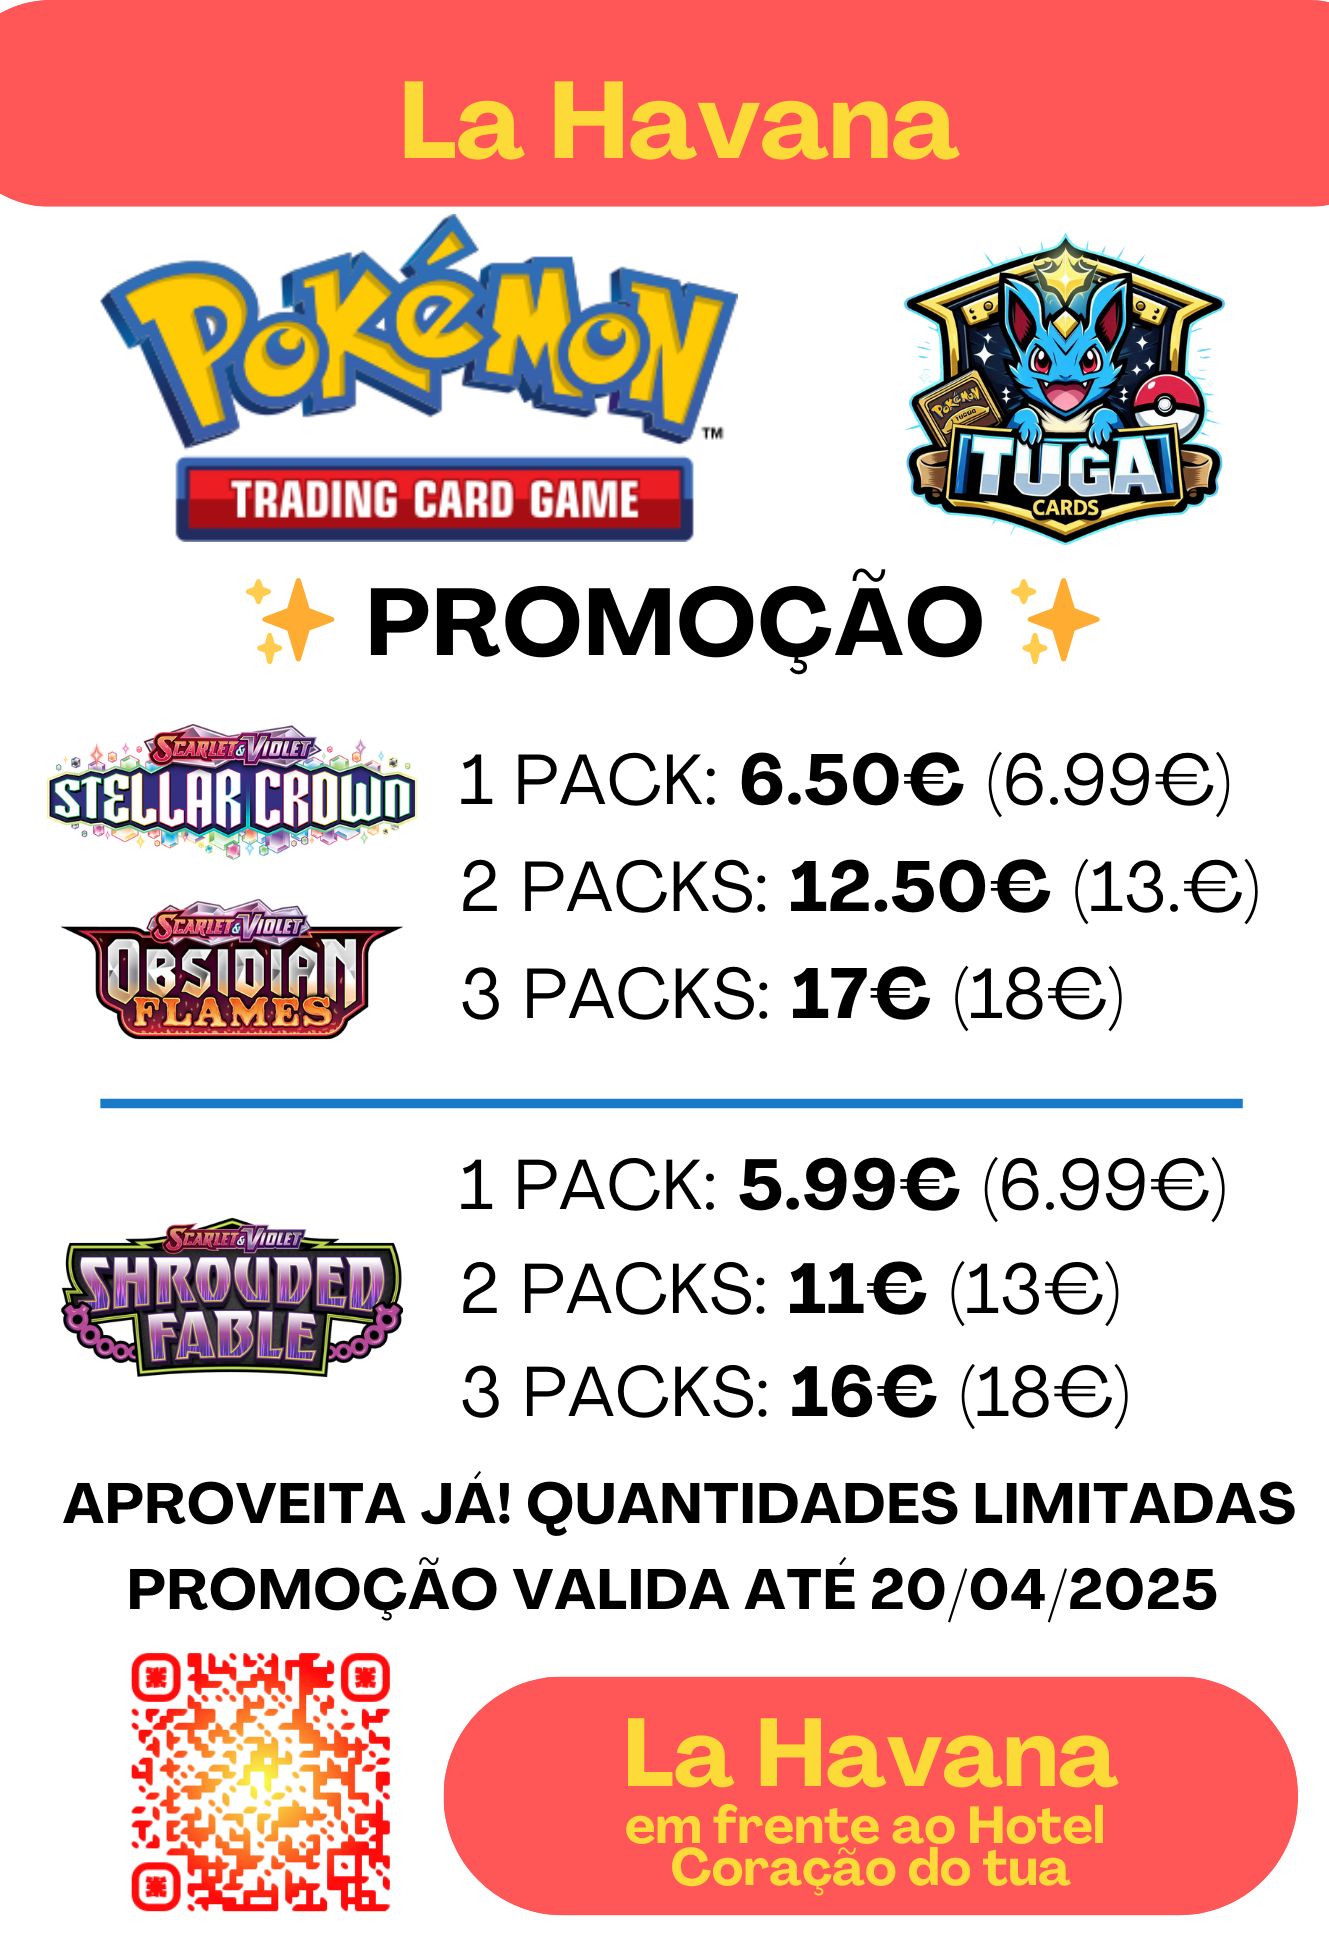 La Havana
POKéMON
TM
TRADING CARD GAME
POKéMON
TUGA
CARDS
✨ PROMOÇÃO ✨
SCARLET & VIOLET
STELLAR CROWN
1 PACK: 6.50€ (6.99€)
2 PACKS: 12.50€ (13.€)
SCARLET & VIOLET
OBSIDIAN
FLAMES
3 PACKS: 17€ (18€)
1 PACK: 5.99€ (6.99€)
SCARLET & VIOLET
SHROUDED
FABLE
2 PACKS: 11€ (13€)
3 PACKS: 16€ (18€)
APROVEITA JÁ! QUANTIDADES LIMITADAS
PROMOÇÃO VALIDA ATÉ 20/04/2025
La Havana
em frente ao Hotel
Coração do tua